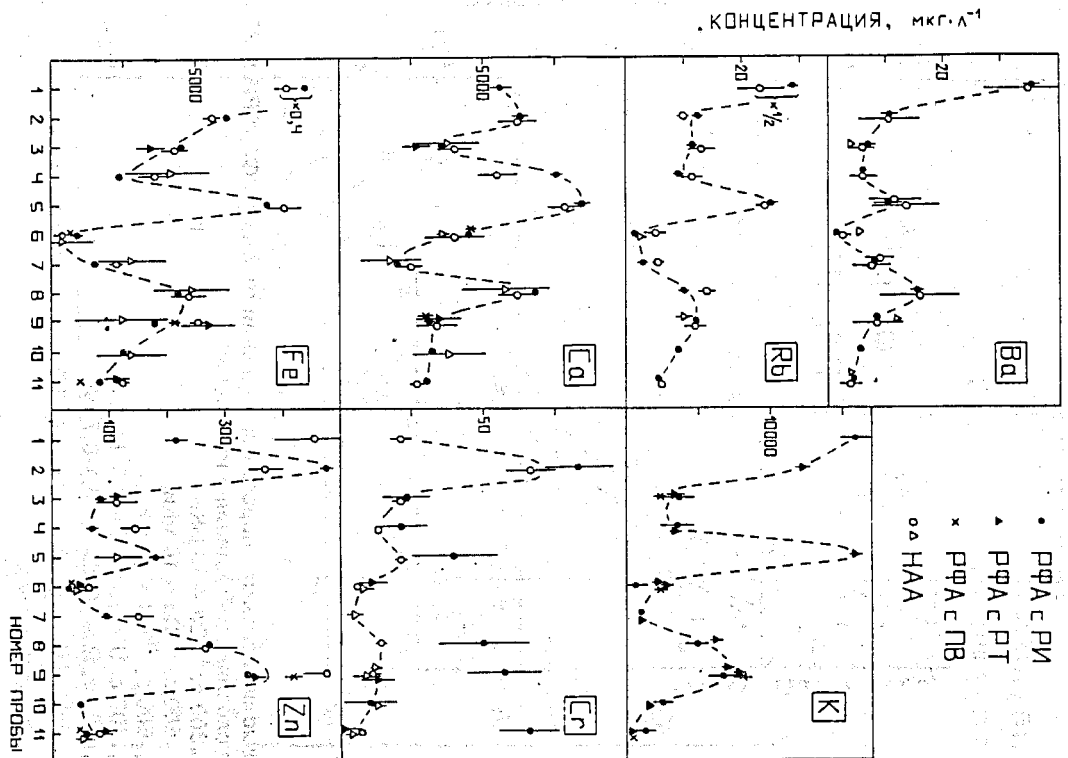 КОНЦЕНТРАЦИЯ, мкг·л⁻¹
1 2 3 4 5 6 7 8 9 10 11
5000
×0,4
Fe
5000
Ca
20
×1/2
Rb
20
Ba
1 2 3 4 5 6 7 8 9 10 11
100 300
Zn
50
Cr
10000
K
● РФА с РИ
▲ РФА с РТ
× РФА с ПВ
○ △ НАА
НОМЕР ПРОБЫ